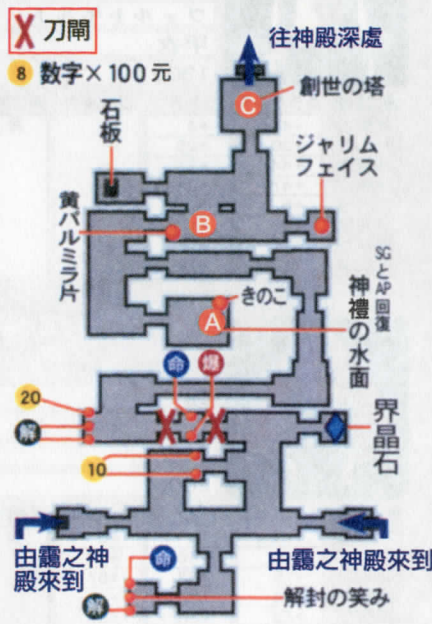 刀閘
8 数字×100元
往神殿深處
C
創世の塔
石板
ジャリム
フェイス
黄パルミラ片
B
SGとAP回復
神禮の水面
きのこ
A
命
爆
20
解
界晶石
10
由靄之神
殿來到
由靄之神
殿來到
命
解
解封の笑み